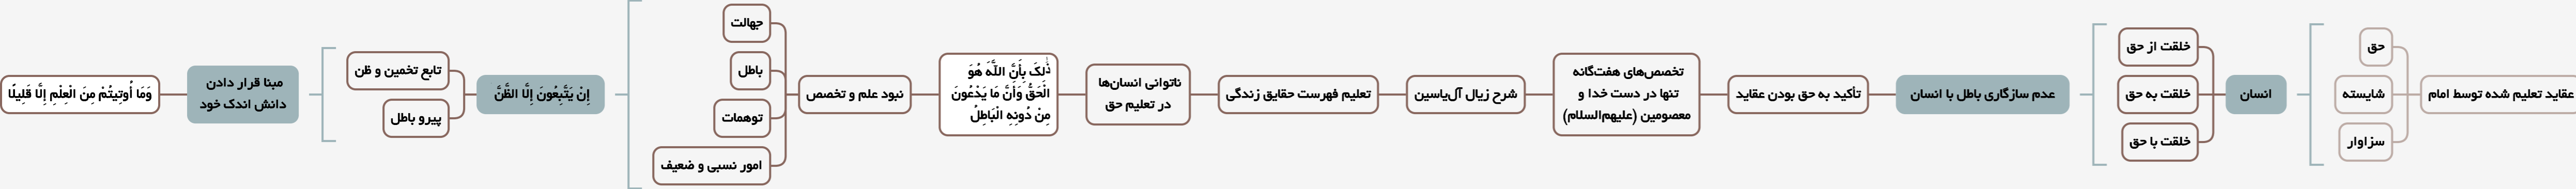 عقاید تعلیم شده توسط امام
حق
شایسته
سزاوار
انسان
خلقت از حق
خلقت به حق
خلقت با حق
عدم سازگاری باطل با انسان
تأکید به حق بودن عقاید
تخصص‌های هفت‌گانه
تنها در دست خدا و
معصومین (علیهم‌السلام)
شرح زیال آل‌یاسین
تعلیم فهرست حقایق زندگی
ناتوانی انسان‌ها
در تعلیم حق
ذَٰلِکَ بِأَنَّ اللَّهَ هُوَ
الْحَقُّ وَأَنَّ مَا يَدْعُونَ
مِنْ دُونِهِ الْبَاطِلُ
نبود علم و تخصص
جهالت
باطل
توهمات
امور نسبی و ضعیف
إِنْ يَتَّبِعُونَ إِلَّا الظَّنَّ
تابع تخمین و ظن
پیرو باطل
مبنا قرار دادن
دانش اندک خود
وَمَا أُوتِيتُمْ مِنَ الْعِلْمِ إِلَّا قَلِيلًا